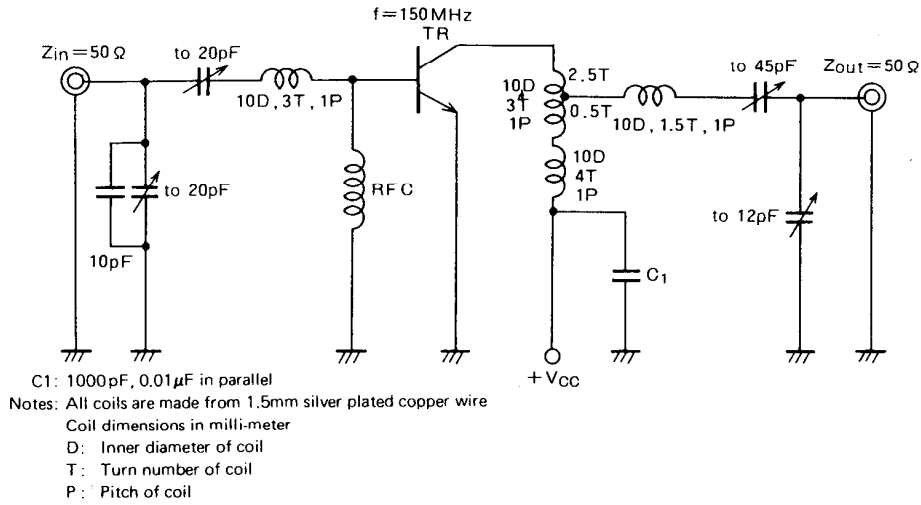 f=150MHz
TR
Zin=50Ω
to 20pF
10D, 3T, 1P
to 20pF
10pF
RFC
10D
3T
1P
2.5T
0.5T
10D
4T
1P
10D, 1.5T, 1P
to 45pF
Zout=50Ω
to 12pF
C1
+VCC
C1: 1000pF, 0.01μF in parallel
Notes: All coils are made from 1.5mm silver plated copper wire
Coil dimensions in milli-meter
D: Inner diameter of coil
T: Turn number of coil
P: Pitch of coil